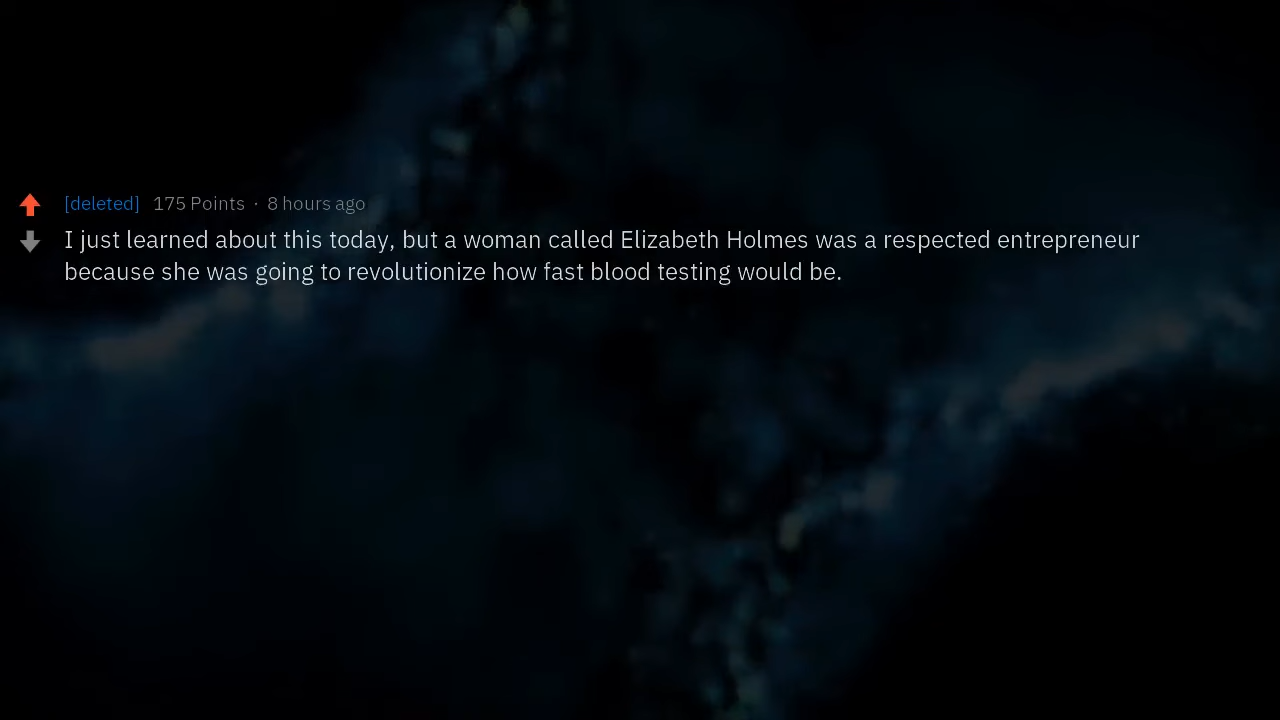 [deleted] 175 Points · 8 hours ago
I just learned about this today, but a woman called Elizabeth Holmes was a respected entrepreneur
because she was going to revolutionize how fast blood testing would be.